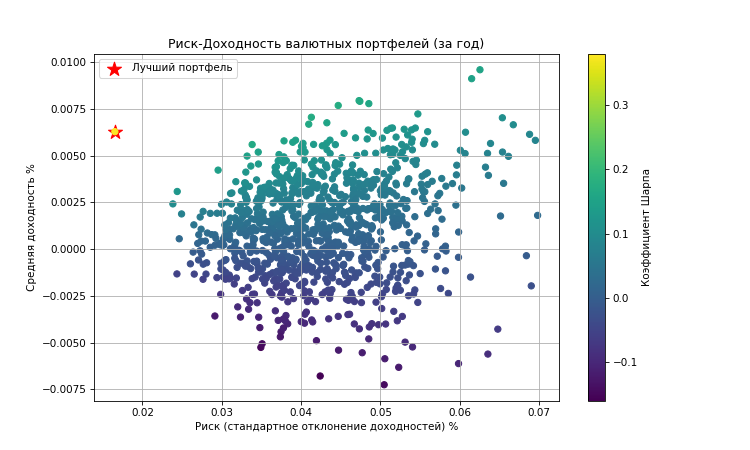 Риск-Доходность валютных портфелей (за год)
Лучший портфель
0.0100
0.0075
0.0050
0.0025
0.0000
−0.0025
−0.0050
−0.0075
Средняя доходность %
0.02 0.03 0.04 0.05 0.06 0.07
Риск (стандартное отклонение доходностей) %
0.3
0.2
0.1
0.0
−0.1
Коэффициент Шарпа